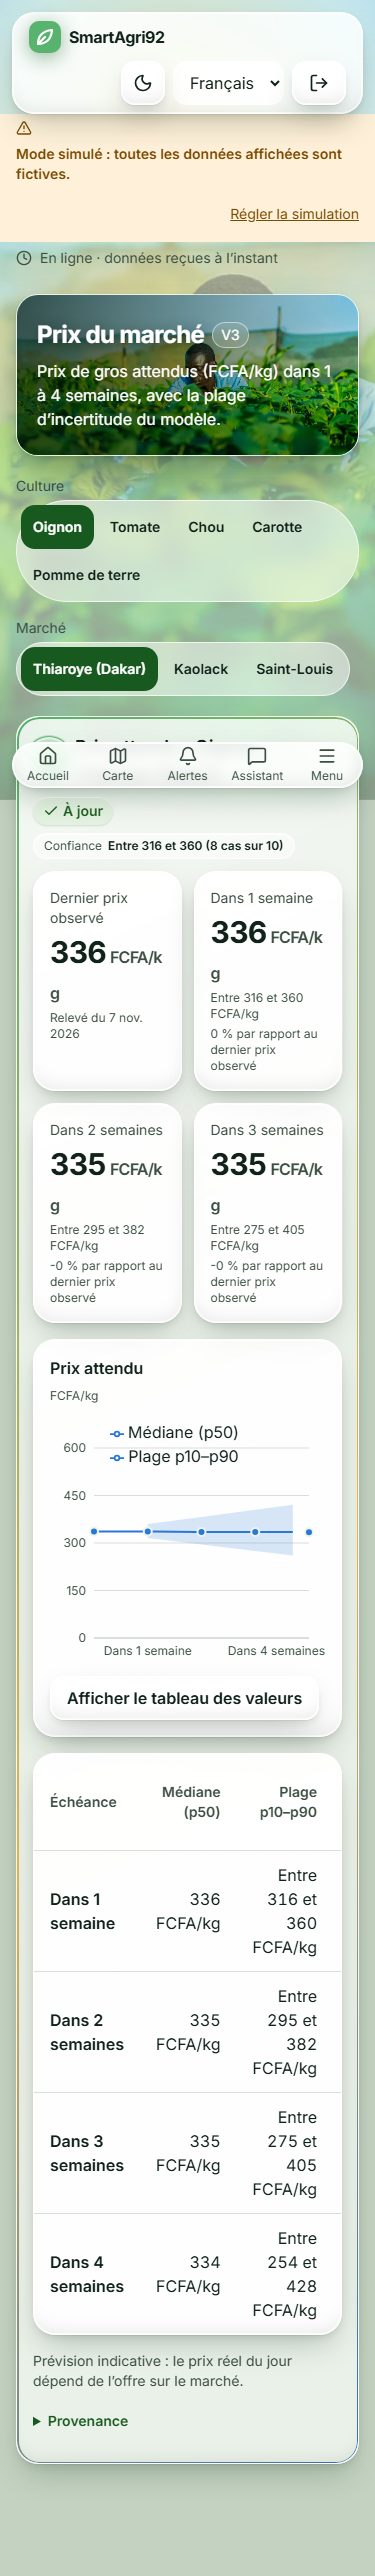 SmartAgri92
Français
Mode simulé : toutes les données affichées sont
fictives.
Régler la simulation
En ligne · données reçues à l’instant
Prix du marché V3
Prix de gros attendus (FCFA/kg) dans 1
à 4 semaines, avec la plage
d’incertitude du modèle.
Culture
Oignon Tomate Chou Carotte
Pomme de terre
Marché
Thiaroye (Dakar) Kaolack Saint-Louis
Accueil Carte Alertes Assistant Menu
À jour
Confiance Entre 316 et 360 (8 cas sur 10)
Dernier prix
observé
336 FCFA/k
g
Relevé du 7 nov.
2026
Dans 1 semaine
336 FCFA/k
g
Entre 316 et 360
FCFA/kg
0 % par rapport au
dernier prix
observé
Dans 2 semaines
335 FCFA/k
g
Entre 295 et 382
FCFA/kg
-0 % par rapport au
dernier prix
observé
Dans 3 semaines
335 FCFA/k
g
Entre 275 et 405
FCFA/kg
-0 % par rapport au
dernier prix
observé
Prix attendu
FCFA/kg
Médiane (p50)
Plage p10–p90
600
450
300
150
0
Dans 1 semaine Dans 4 semaines
Afficher le tableau des valeurs
Échéance Médiane (p50) Plage p10–p90
Dans 1
semaine
336
FCFA/kg
Entre
316 et
360
FCFA/kg
Dans 2
semaines
335
FCFA/kg
Entre
295 et
382
FCFA/kg
Dans 3
semaines
335
FCFA/kg
Entre
275 et
405
FCFA/kg
Dans 4
semaines
334
FCFA/kg
Entre
254 et
428
FCFA/kg
Prévision indicative : le prix réel du jour
dépend de l’offre sur le marché.
Provenance